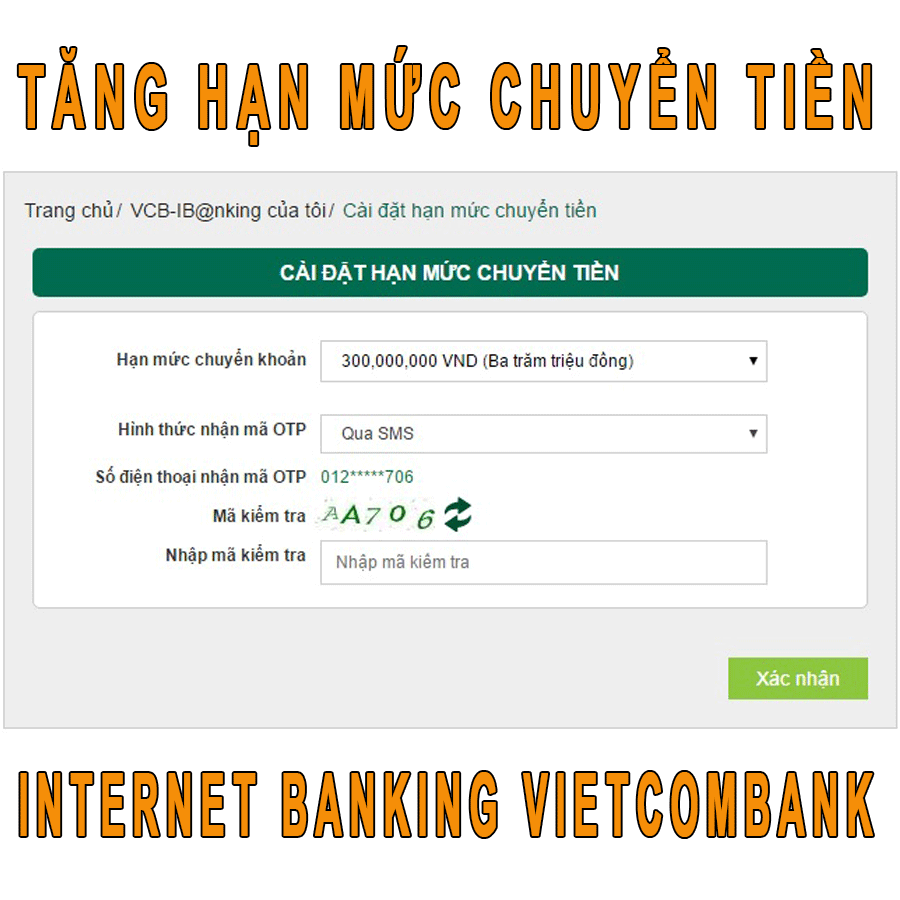 TĂNG HẠN MỨC CHUYỂN TIỀN
Trang chủ/ VCB-IB@nking của tôi/ Cài đặt hạn mức chuyển tiền
CÀI ĐẶT HẠN MỨC CHUYỂN TIỀN
Hạn mức chuyển khoản 300,000,000 VND (Ba trăm triệu đồng)
Hình thức nhận mã OTP Qua SMS
Số điện thoại nhận mã OTP 012*****706
Mã kiểm tra AA706
Nhập mã kiểm tra Nhập mã kiểm tra
Xác nhận
INTERNET BANKING VIETCOMBANK